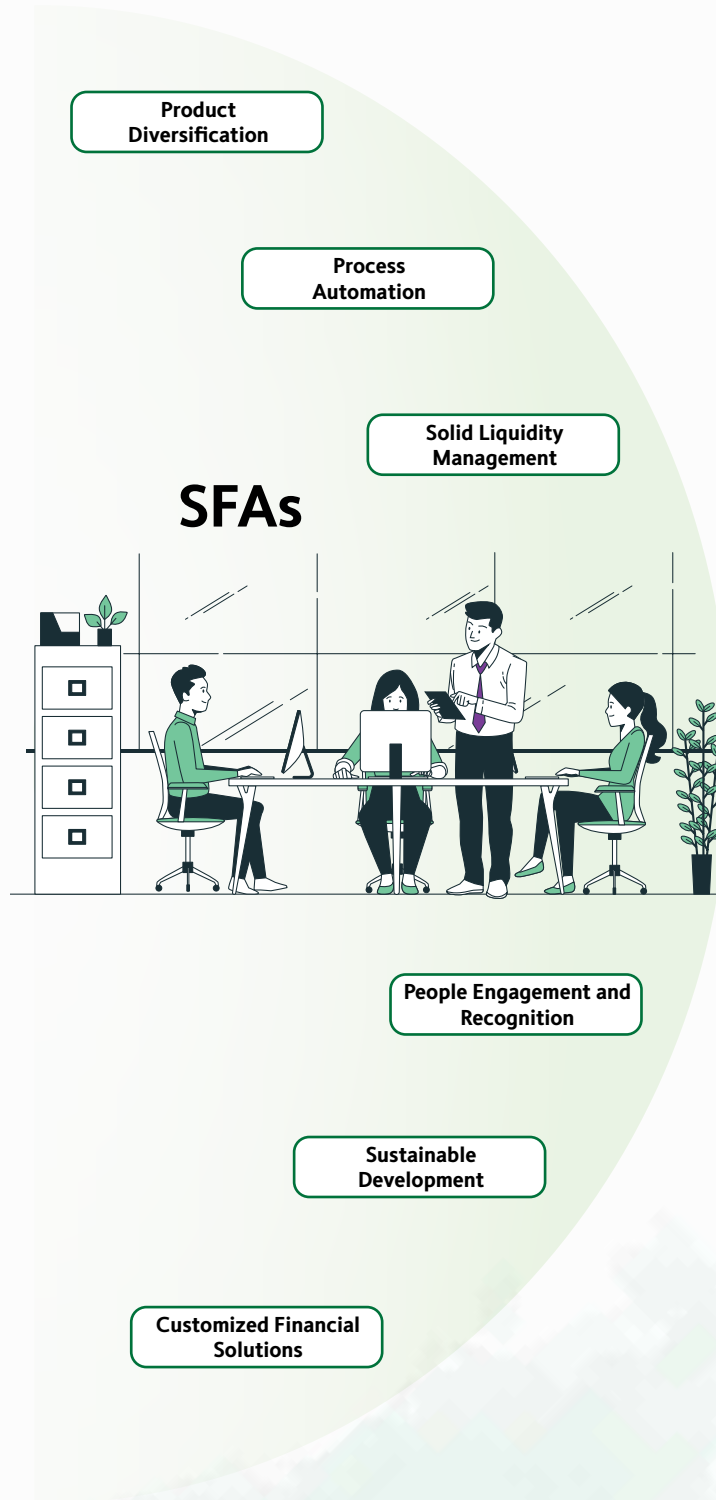 Product
Diversification
Process
Automation
Solid Liquidity
Management
SFAs
People Engagement and
Recognition
Sustainable
Development
Customized Financial
Solutions